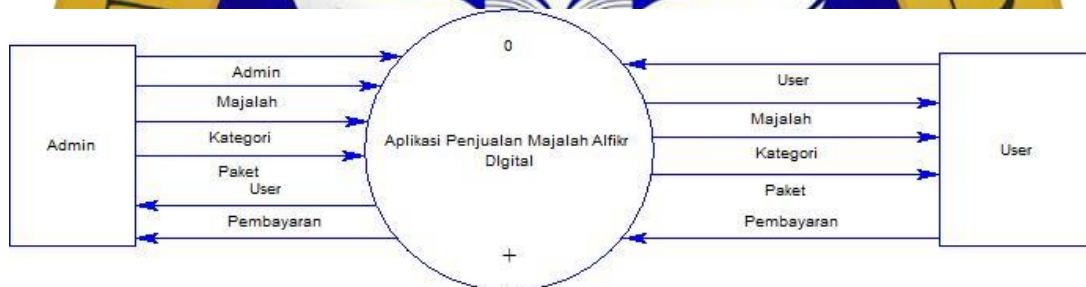 Admin
Admin
Majalah
Kategori
Paket
User
Pembayaran
0
Aplikasi Penjualan Majalah Alfikr
DIgital
+
User
Majalah
Kategori
Paket
Pembayaran
User